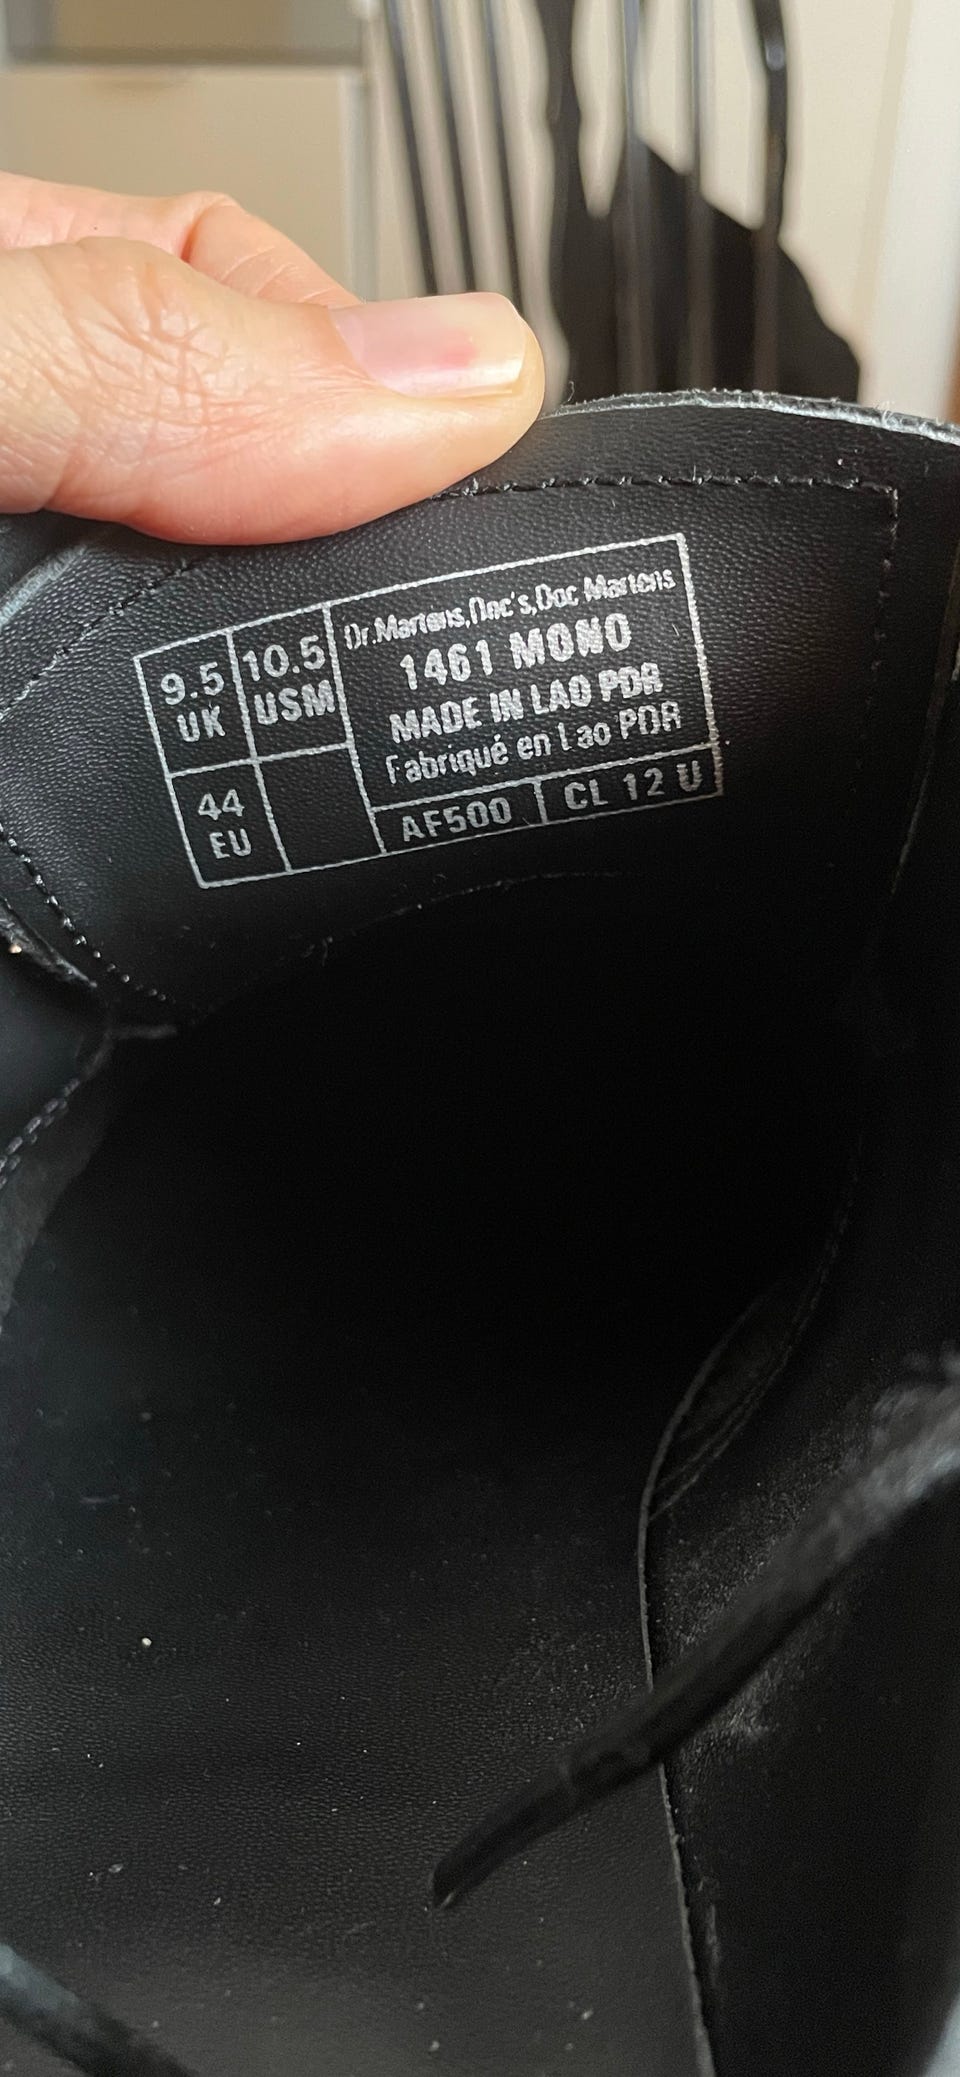 9.5
UK
10.5
USM
44
EU
Dr.Martens,Doc's,Doc Martens
1461 MONO
MADE IN LAO PDR
Fabriqué en Lao PDR
AF500
CL 12 U